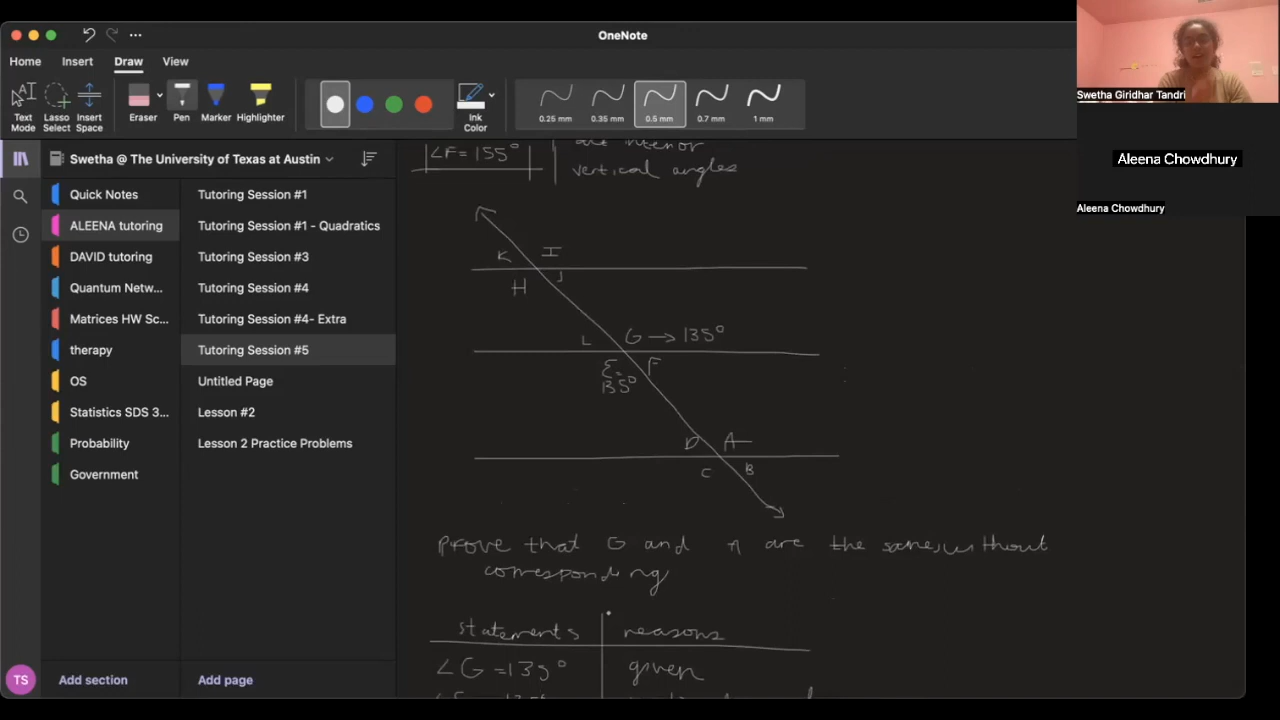 OneNote
Home Insert Draw View
Text Mode
Lasso Select
Insert Space
Eraser
Pen
Marker
Highlighter
Ink Color
0.25 mm
0.35 mm
0.5 mm
0.7 mm
1 mm
Swetha Giridhar Tandri
Aleena Chowdhury
Aleena Chowdhury
Swetha @ The University of Texas at Austin
Quick Notes
ALEENA tutoring
DAVID tutoring
Quantum Netw...
Matrices HW Sc...
therapy
OS
Statistics SDS 3...
Probability
Government
Add section
TS
Tutoring Session #1
Tutoring Session #1 - Quadratics
Tutoring Session #3
Tutoring Session #4
Tutoring Session #4- Extra
Tutoring Session #5
Untitled Page
Lesson #2
Lesson 2 Practice Problems
Add page
∠F = 155°
interior
vertical angles
K I
H J
L G → 135°
E = F
135°
D A
C B
Prove that G and A are the same, without
corresponding
statements reasons
∠G = 135° given